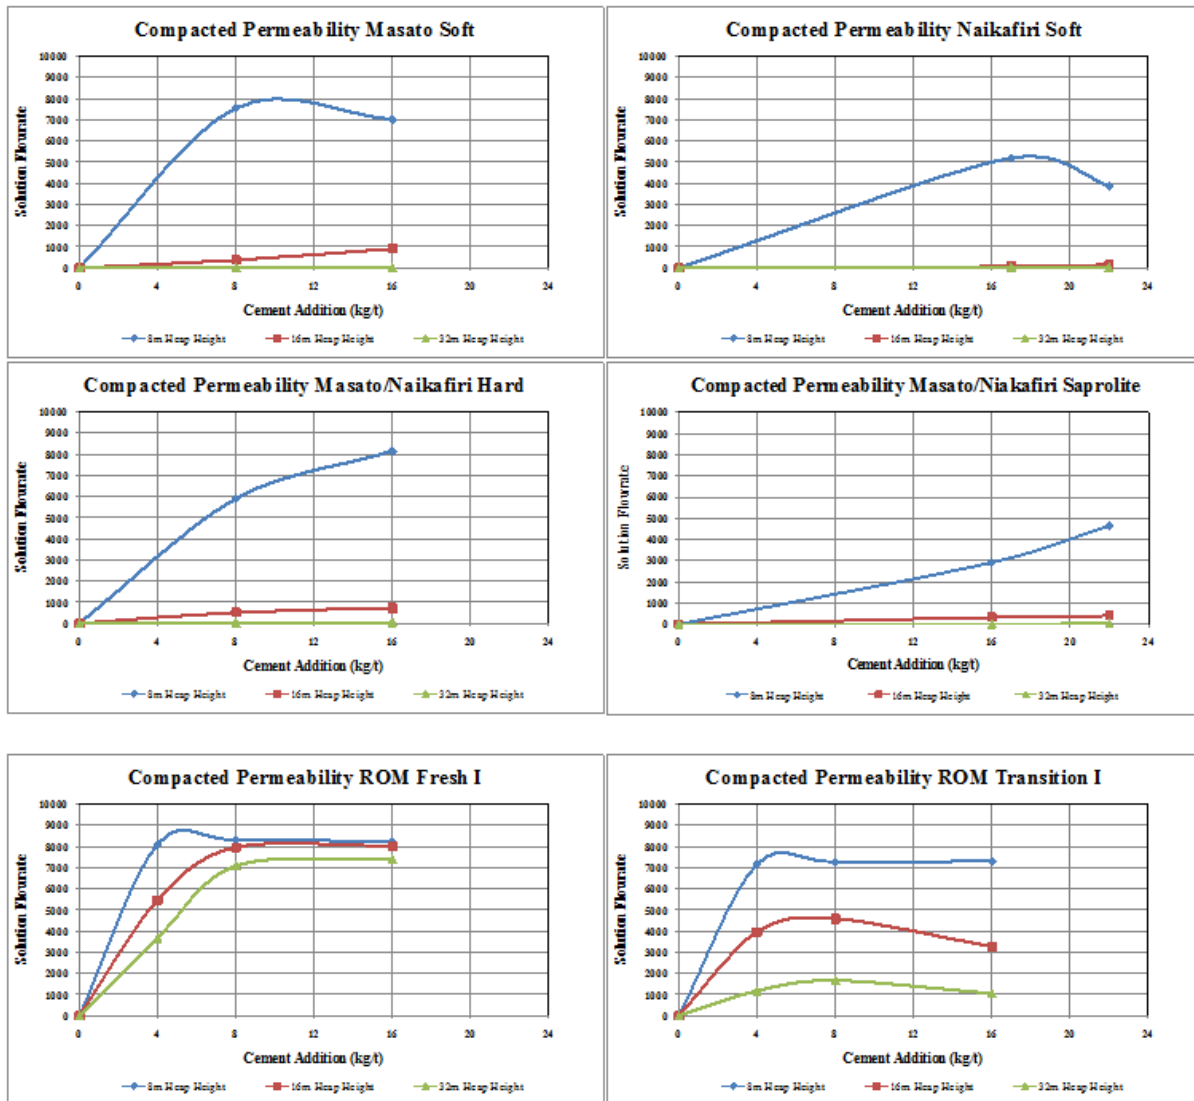 Compacted Permeability Masato Soft
10000
9000
8000
7000
6000
5000
4000
3000
2000
1000
0
Solution Flourate
0 4 8 12 16 20 24
Cement Addition (kg/t)
8m Heap Height 16m Heap Height 32m Heap Height
Compacted Permeability Naikafiri Soft
10000
9000
8000
7000
6000
5000
4000
3000
2000
1000
0
Solution Flourate
0 4 8 12 16 20 24
Cement Addition (kg/t)
8m Heap Height 16m Heap Height 32m Heap Height
Compacted Permeability Masato/Naikafiri Hard
10000
9000
8000
7000
6000
5000
4000
3000
2000
1000
0
Solution Flourate
0 4 8 12 16 20 24
Cement Addition (kg/t)
8m Heap Height 16m Heap Height 32m Heap Height
Compacted Permeability Masato/Niakafiri Saprolite
10000
9000
8000
7000
6000
5000
4000
3000
2000
1000
0
Solution Flourate
0 4 8 12 16 20 24
Cement Addition (kg/t)
8m Heap Height 16m Heap Height 32m Heap Height
Compacted Permeability ROM Fresh I
10000
9000
8000
7000
6000
5000
4000
3000
2000
1000
0
Solution Flourate
0 4 8 12 16 20 24
Cement Addition (kg/t)
8m Heap Height 16m Heap Height 32m Heap Height
Compacted Permeability ROM Transition I
10000
9000
8000
7000
6000
5000
4000
3000
2000
1000
0
Solution Flourate
0 4 8 12 16 20 24
Cement Addition (kg/t)
8m Heap Height 16m Heap Height 32m Heap Height